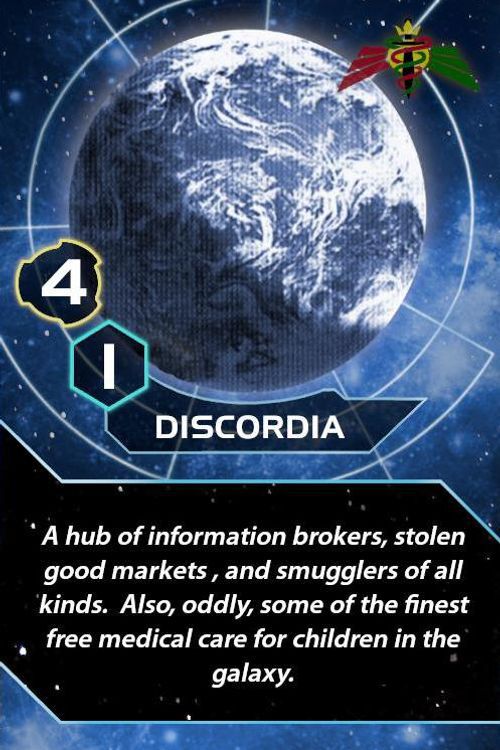 4
1
DISCORDIA
A hub of information brokers, stolen
good markets , and smugglers of all
kinds.  Also, oddly, some of the finest
free medical care for children in the
galaxy.